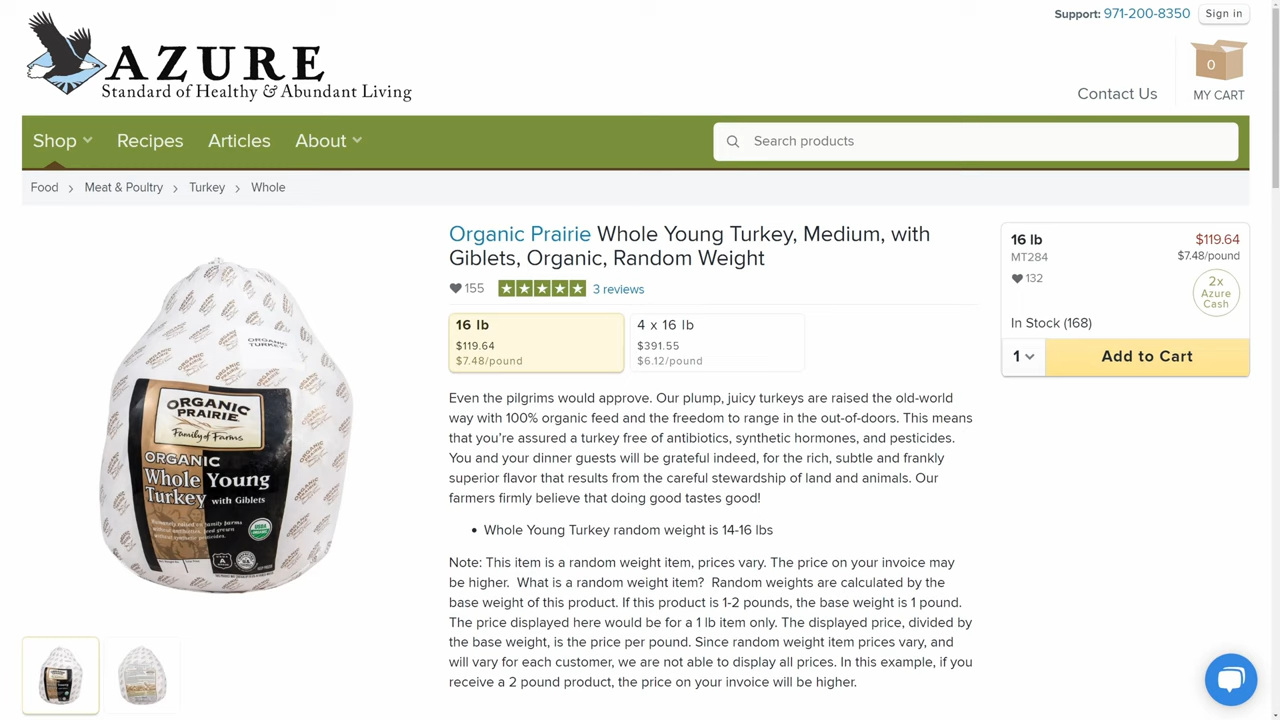 Support: 971-200-8350 Sign in
AZURE
Standard of Healthy & Abundant Living
Contact Us
0
MY CART
Shop Recipes Articles About
Search products
Food > Meat & Poultry > Turkey > Whole
Organic Prairie Whole Young Turkey, Medium, with
Giblets, Organic, Random Weight
155 3 reviews
16 lb
$119.64
$7.48/pound
4 x 16 lb
$391.55
$6.12/pound
Even the pilgrims would approve. Our plump, juicy turkeys are raised the old-world
way with 100% organic feed and the freedom to range in the out-of-doors. This means
that you're assured a turkey free of antibiotics, synthetic hormones, and pesticides.
You and your dinner guests will be grateful indeed, for the rich, subtle and frankly
superior flavor that results from the careful stewardship of land and animals. Our
farmers firmly believe that doing good tastes good!
• Whole Young Turkey random weight is 14-16 lbs
Note: This item is a random weight item, prices vary. The price on your invoice may
be higher. What is a random weight item? Random weights are calculated by the
base weight of this product. If this product is 1-2 pounds, the base weight is 1 pound.
The price displayed here would be for a 1 lb item only. The displayed price, divided by
the base weight, is the price per pound. Since random weight item prices vary, and
will vary for each customer, we are not able to display all prices. In this example, if you
receive a 2 pound product, the price on your invoice will be higher.
16 lb $119.64
MT284 $7.48/pound
132
2x
Azure
Cash
In Stock (168)
1 Add to Cart
ORGANIC
TURKEY
ORGANIC
PRAIRIE
Family of Farms
ORGANIC
Whole Young
Turkey with Giblets
USDA
ORGANIC